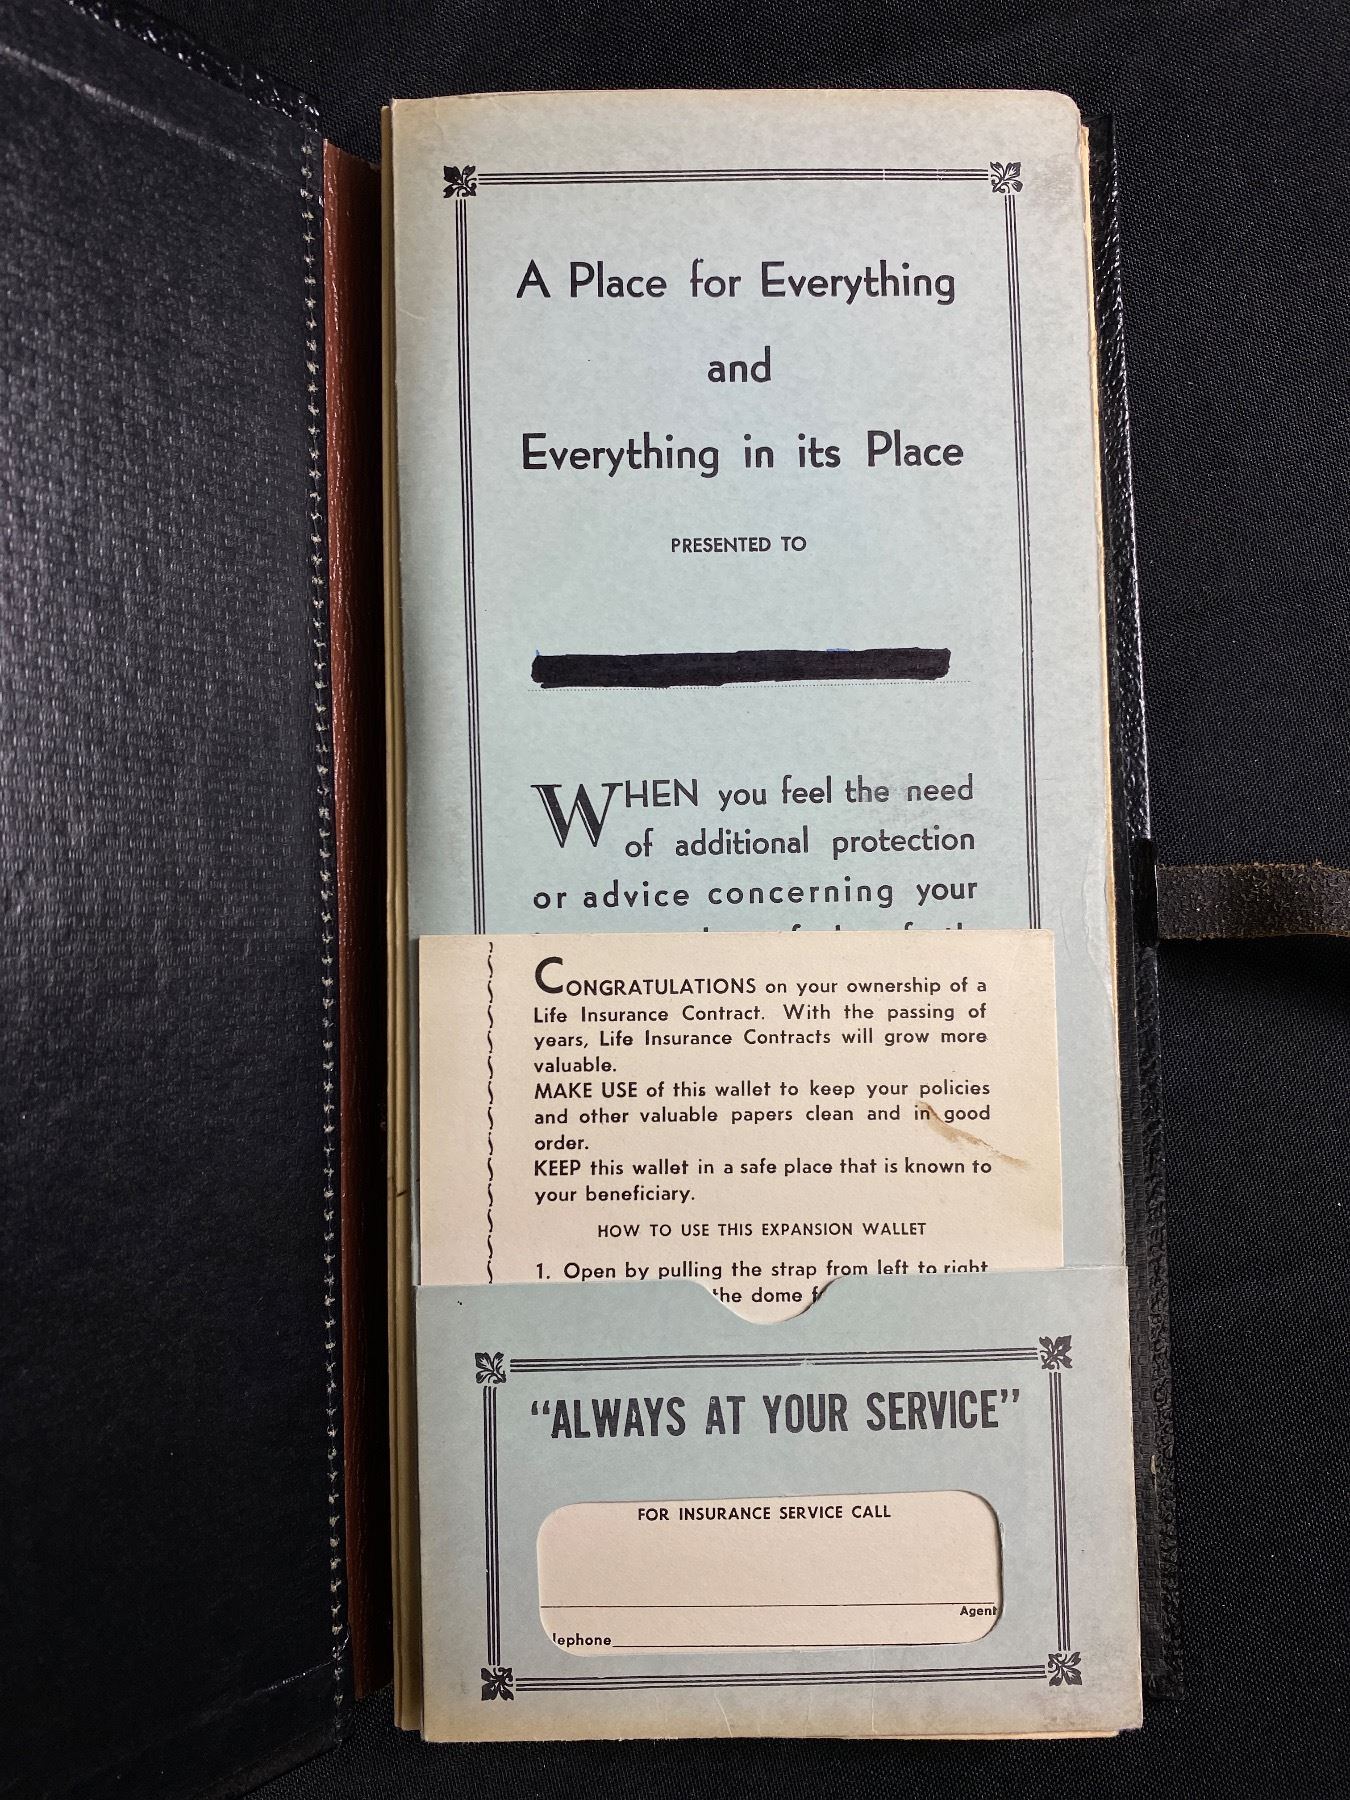 A Place for Everything
and
Everything in its Place
PRESENTED TO
WHEN you feel the need
of additional protection
or advice concerning your
CONGRATULATIONS on your ownership of a
Life Insurance Contract. With the passing of
years, Life Insurance Contracts will grow more
valuable.
MAKE USE of this wallet to keep your policies
and other valuable papers clean and in good
order.
KEEP this wallet in a safe place that is known to
your beneficiary.
HOW TO USE THIS EXPANSION WALLET
1. Open by pulling the strap from left to right
the dome
"ALWAYS AT YOUR SERVICE"
FOR INSURANCE SERVICE CALL
Agent
lephone